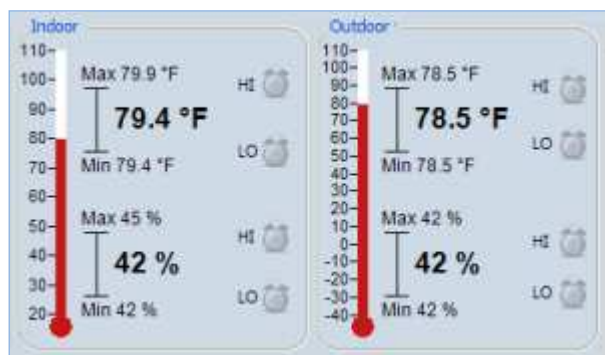 Indoor
110
100
90
80
70
60
50
40
30
20
Max 79.9 °F
79.4 °F
Min 79.4 °F
HI
LO
Max 45 %
42 %
Min 42 %
HI
LO
Outdoor
110
100
90
80
70
60
50
40
30
20
10
0
-10
-20
-30
-40
Max 78.5 °F
78.5 °F
Min 78.5 °F
HI
LO
Max 42 %
42 %
Min 42 %
HI
LO